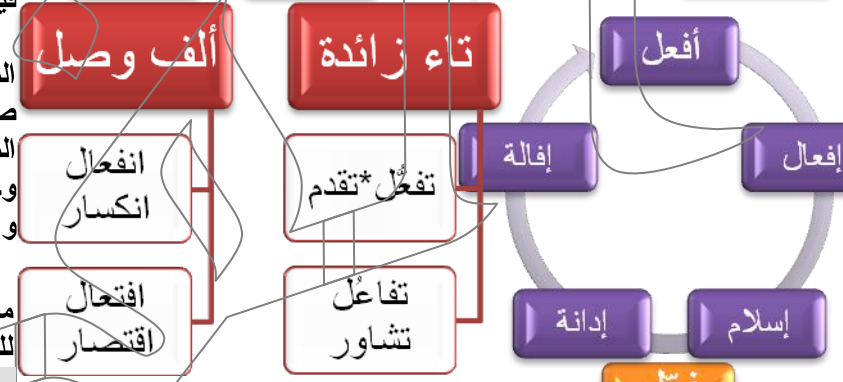 أفعل
إفعال
إسلام
إدانة
إفالة
تاء زائدة
تفعُّل*تقدم
تفاعُل
تشاور
ألف وصل
انفعال
انكسار
افتعال
اقتصار